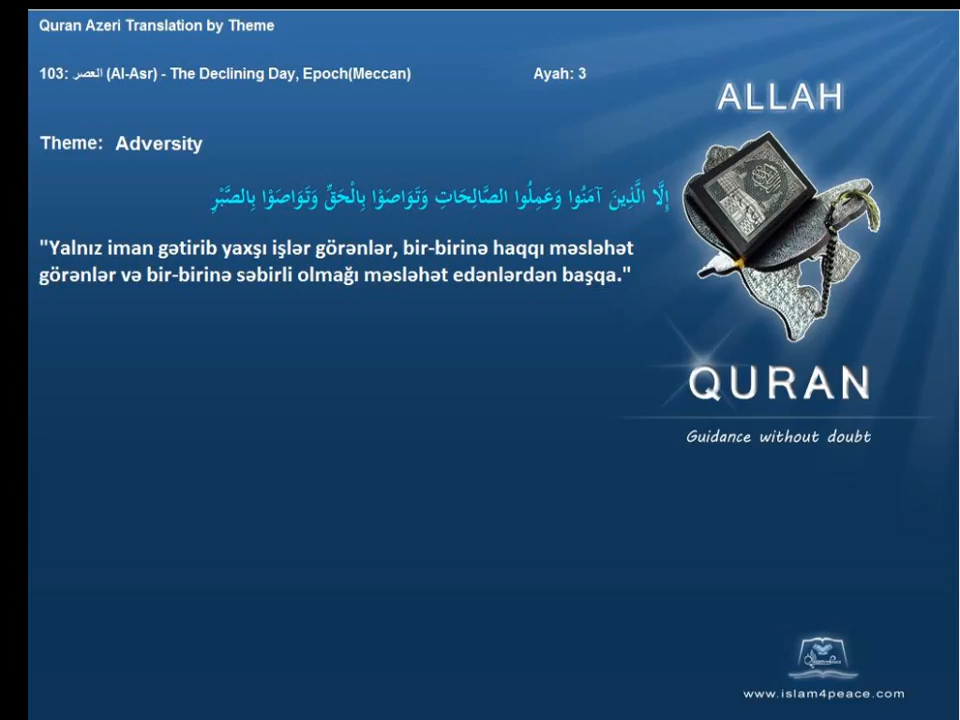 Quran Azeri Translation by Theme
103: العصر (Al-Asr) - The Declining Day, Epoch(Meccan) Ayah: 3
ALLAH
Theme: Adversity
إِلَّا الَّذِينَ آمَنُوا وَعَمِلُوا الصَّالِحَاتِ وَتَوَاصَوْا بِالْحَقِّ وَتَوَاصَوْا بِالصَّبْرِ
"Yalnız iman gətirib yaxşı işlər görənlər, bir-birinə haqqı məsləhət
görənlər və bir-birinə səbirli olmağı məsləhət edənlərdən başqa."
QURAN
Guidance without doubt
www.islam4peace.com